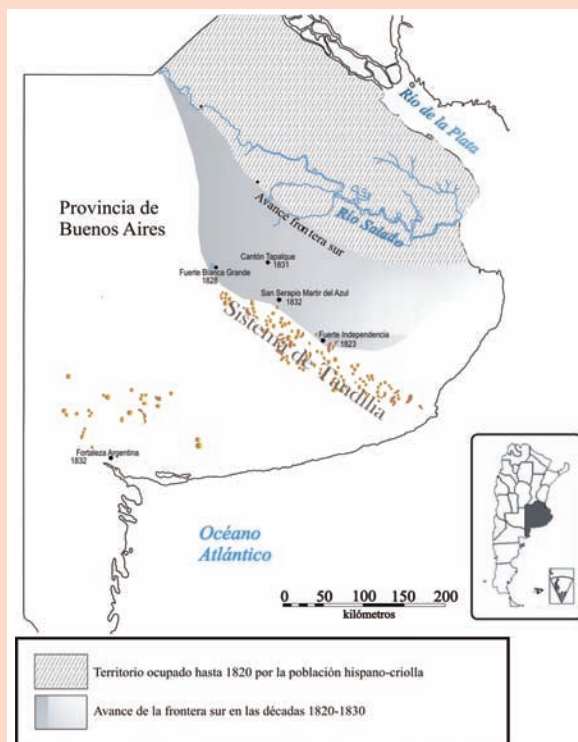 Río de la Plata
Provincia de
Buenos Aires
Avance frontera sur
Río Salado
Cantón Tapalque
1831
Fuerte Blanca Grande
1828
San Serapio Martir del Azul
1832
Fuerte Independencia
1823
Sistema de Tandilia
Fortaleza Argentina
1832
Océano
Atlántico
0 50 100 150 200
kilómetros
Territorio ocupado hasta 1820 por la población hispano-criolla
Avance de la frontera sur en las décadas 1820-1830